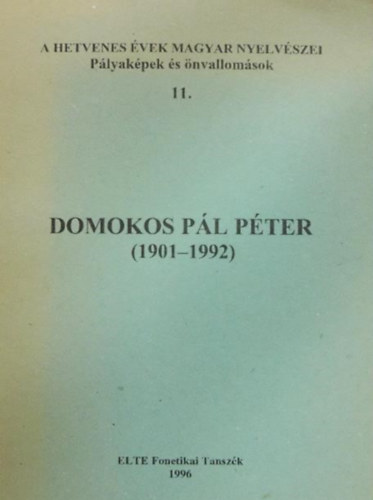 A HETVENES ÉVEK MAGYAR NYELVÉSZEI
Pályaképek és önvallomások
11.
DOMOKOS PÁL PÉTER
(1901–1992)
ELTE Fonetikai Tanszék
1996